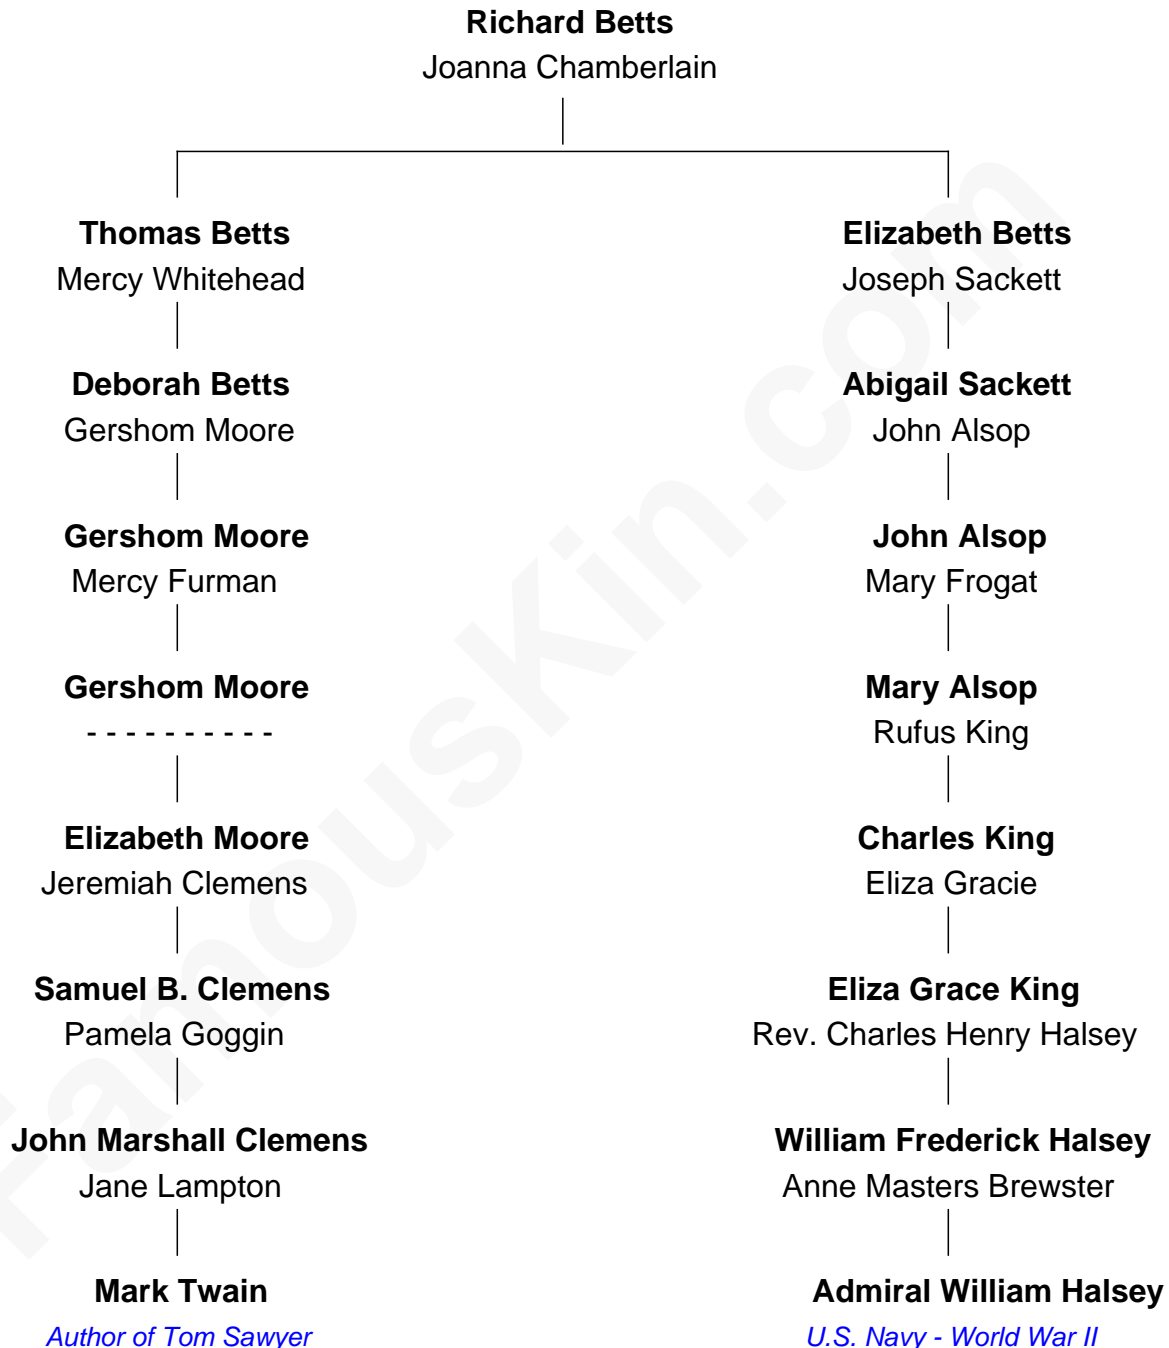 Richard Betts
Joanna Chamberlain
Thomas Betts
Mercy Whitehead
Elizabeth Betts
Joseph Sackett
Deborah Betts
Gershom Moore
Abigail Sackett
John Alsop
Gershom Moore
Mercy Furman
John Alsop
Mary Frogat
Gershom Moore
- - - - - - - - - -
Mary Alsop
Rufus King
Elizabeth Moore
Jeremiah Clemens
Charles King
Eliza Gracie
Samuel B. Clemens
Pamela Goggin
Eliza Grace King
Rev. Charles Henry Halsey
John Marshall Clemens
Jane Lampton
William Frederick Halsey
Anne Masters Brewster
Mark Twain
Author of Tom Sawyer
Admiral William Halsey
U.S. Navy - World War II
FamousKin.com